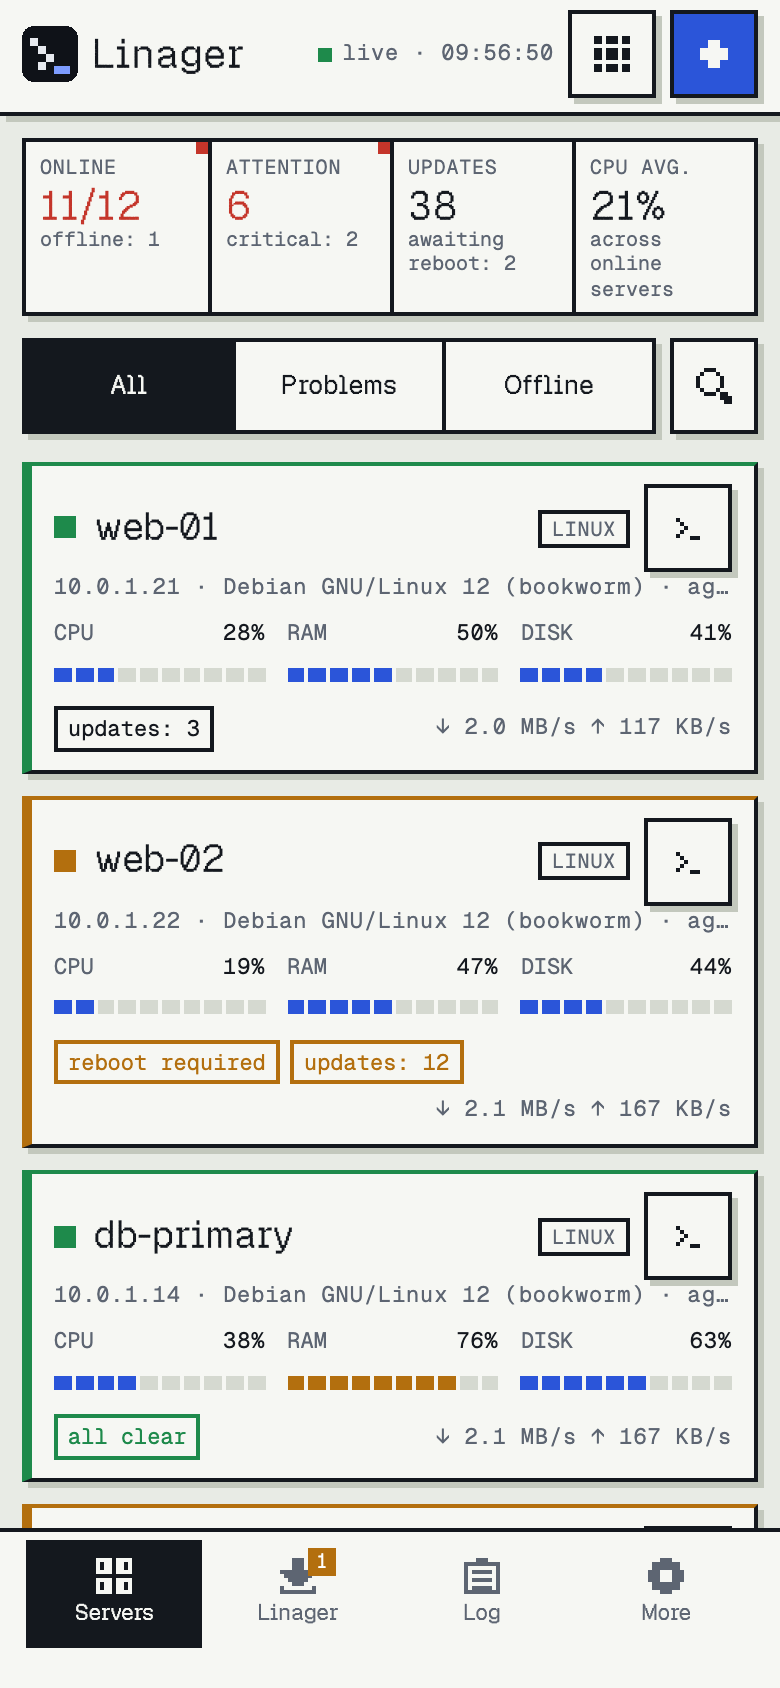 Linager
live · 09:56:50
ONLINE
11/12
offline: 1
ATTENTION
6
critical: 2
UPDATES
38
awaiting
reboot: 2
CPU AVG.
21%
across
online
servers
All
Problems
Offline
web-01
LINUX
10.0.1.21 · Debian GNU/Linux 12 (bookworm) · ag…
CPU 28% RAM 50% DISK 41%
updates: 3
↓ 2.0 MB/s ↑ 117 KB/s
web-02
LINUX
10.0.1.22 · Debian GNU/Linux 12 (bookworm) · ag…
CPU 19% RAM 47% DISK 44%
reboot required
updates: 12
↓ 2.1 MB/s ↑ 167 KB/s
db-primary
LINUX
10.0.1.14 · Debian GNU/Linux 12 (bookworm) · ag…
CPU 38% RAM 76% DISK 63%
all clear
↓ 2.1 MB/s ↑ 167 KB/s
Servers
1
Linager
Log
More